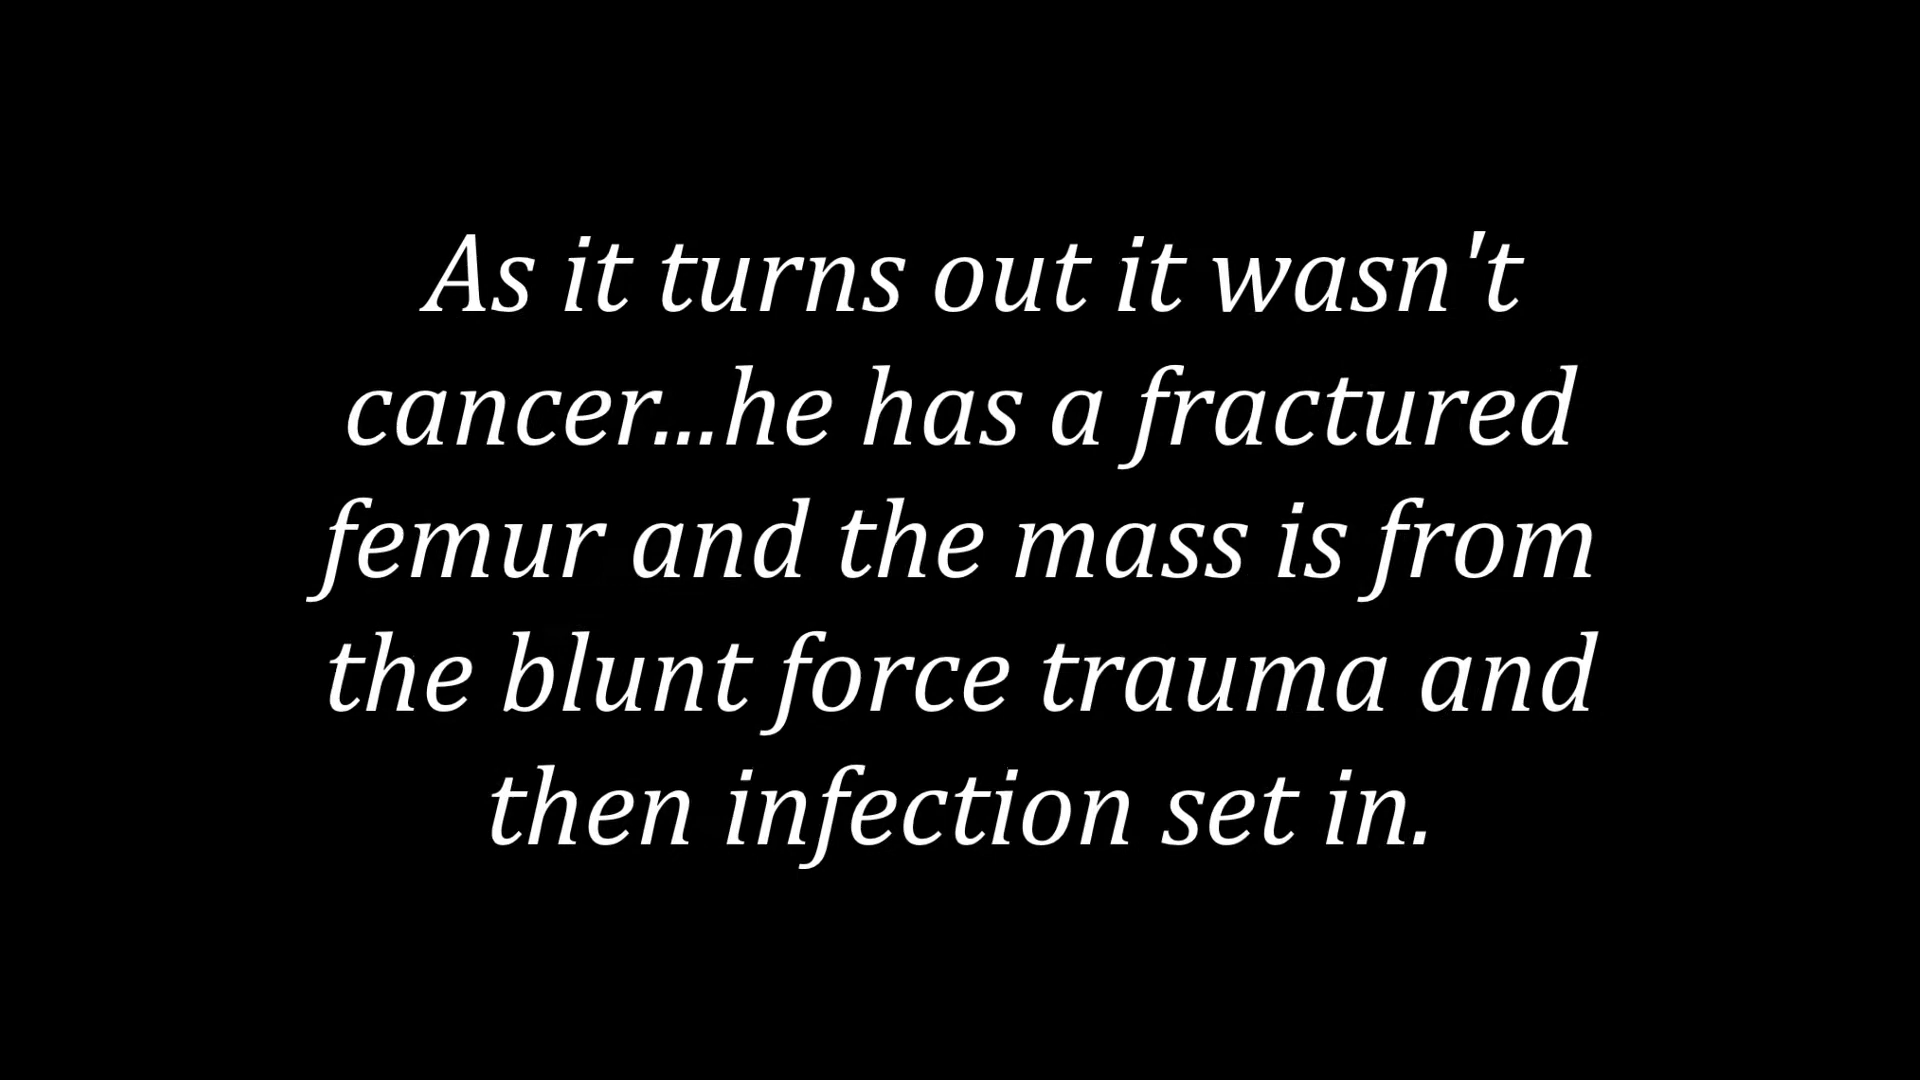 As it turns out it wasn't
cancer...he has a fractured
femur and the mass is from
the blunt force trauma and
then infection set in.